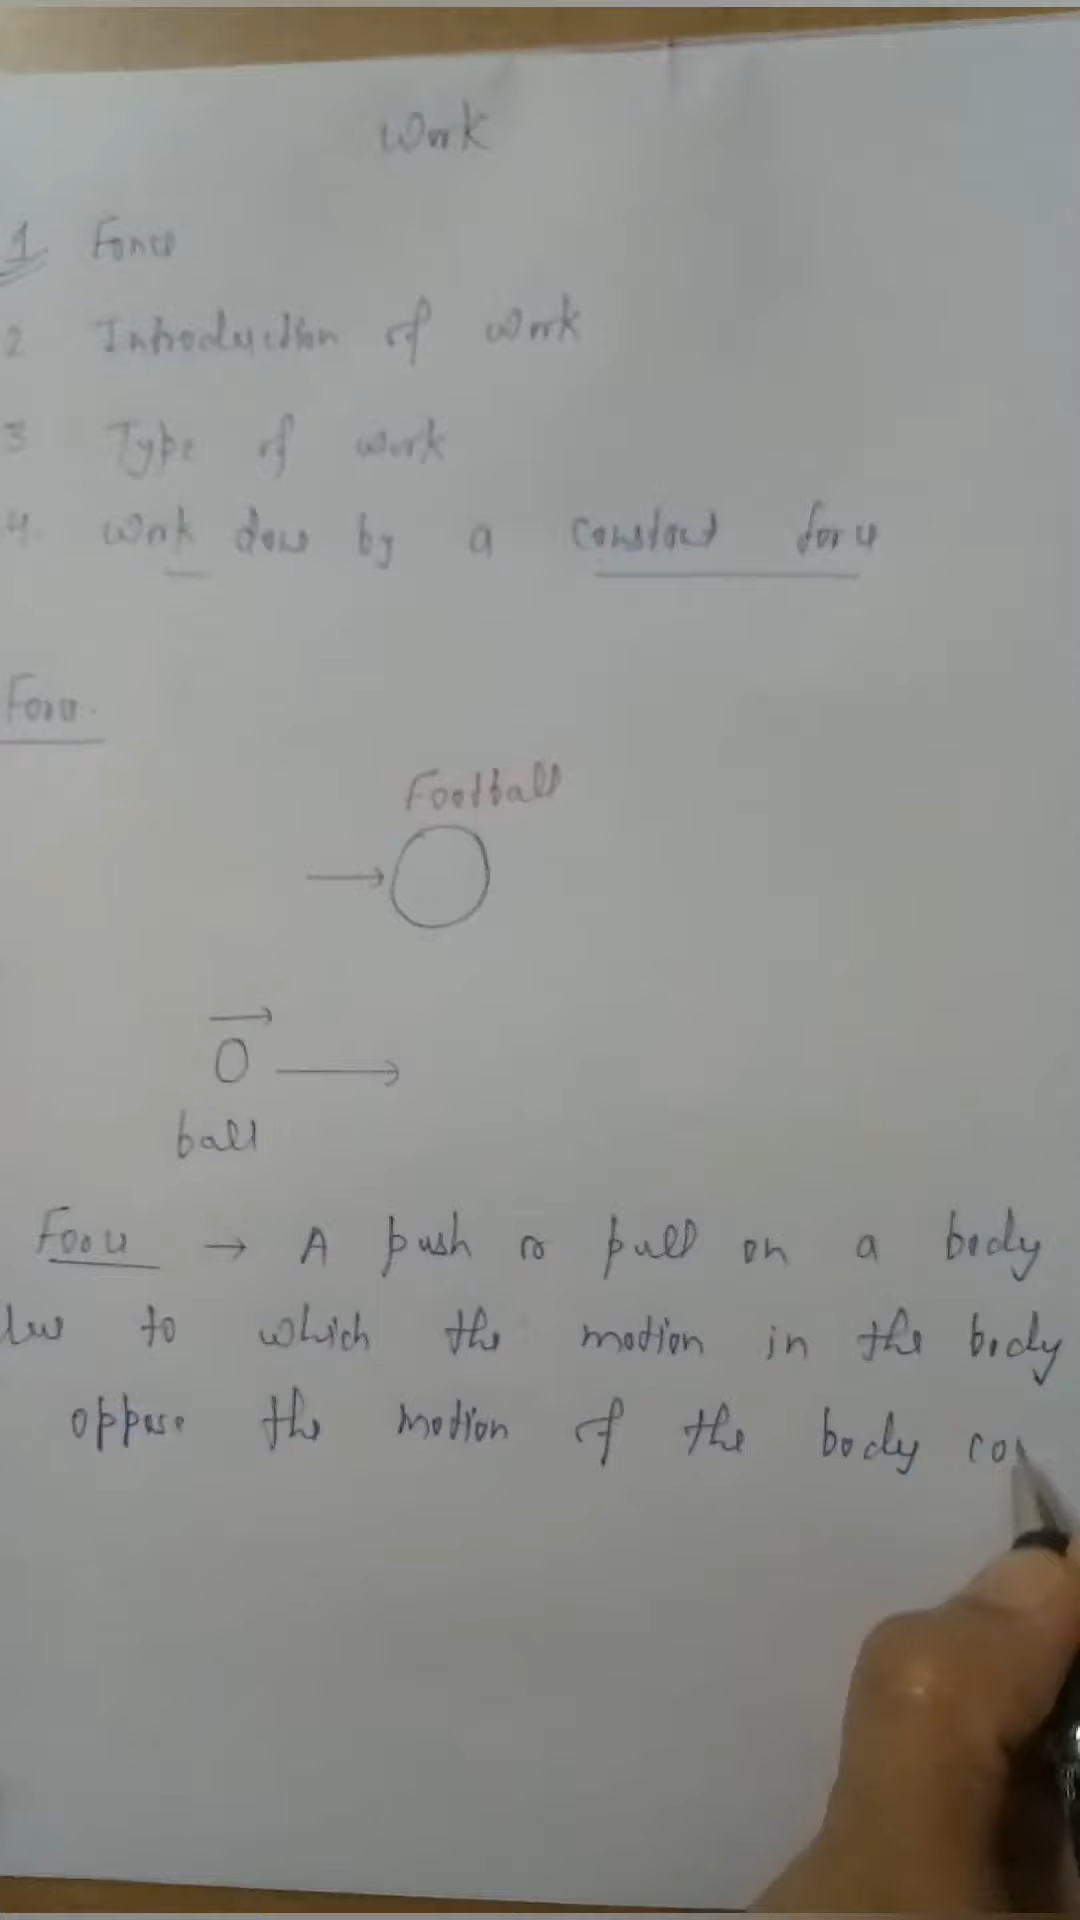 Work
1 Force
2 Introduction of work
3 Type of work
4. Work done by a constant force
Force.
Football
ball
Force → A push or pull on a body
due to which the motion in the body
oppose the motion of the body co